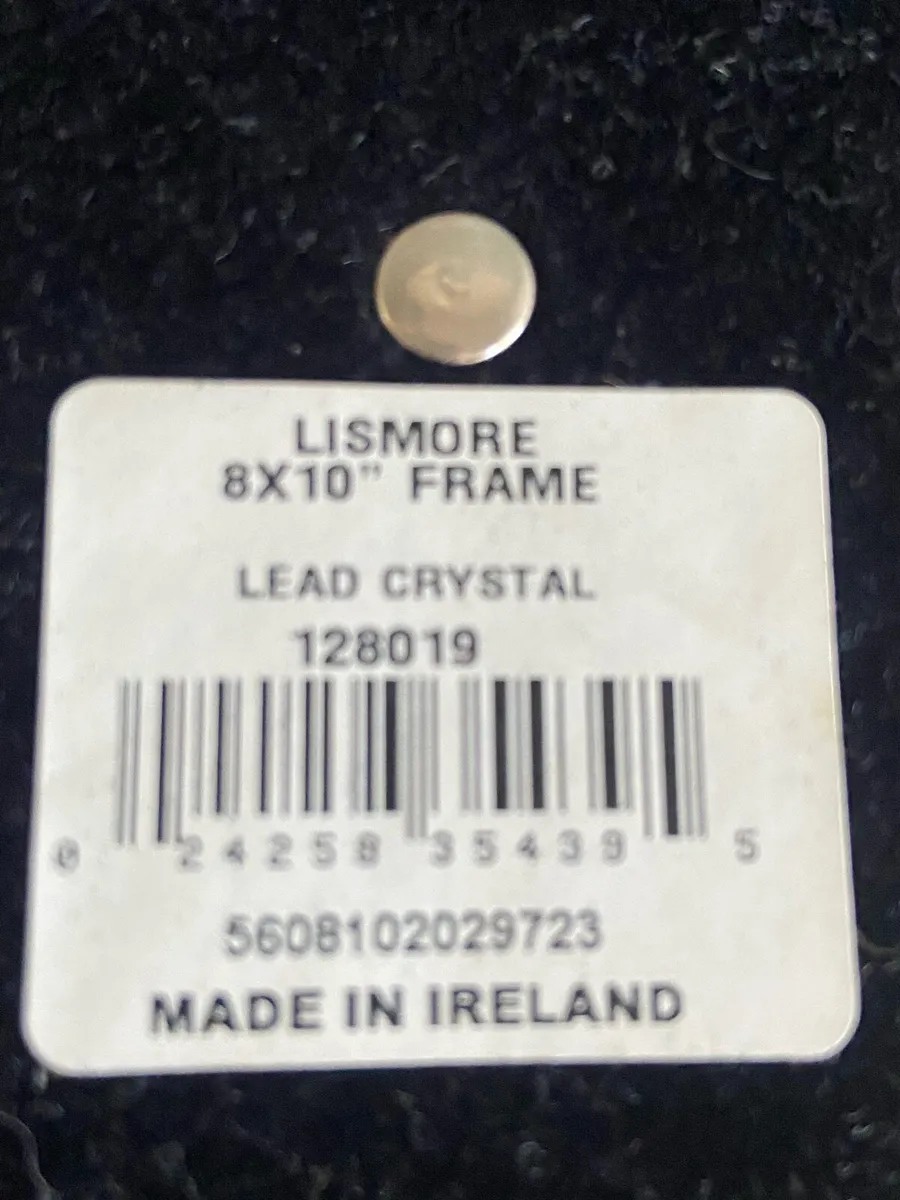 LISMORE
8X10" FRAME
LEAD CRYSTAL
128019
0 24258 35439 5
5608102029723
MADE IN IRELAND